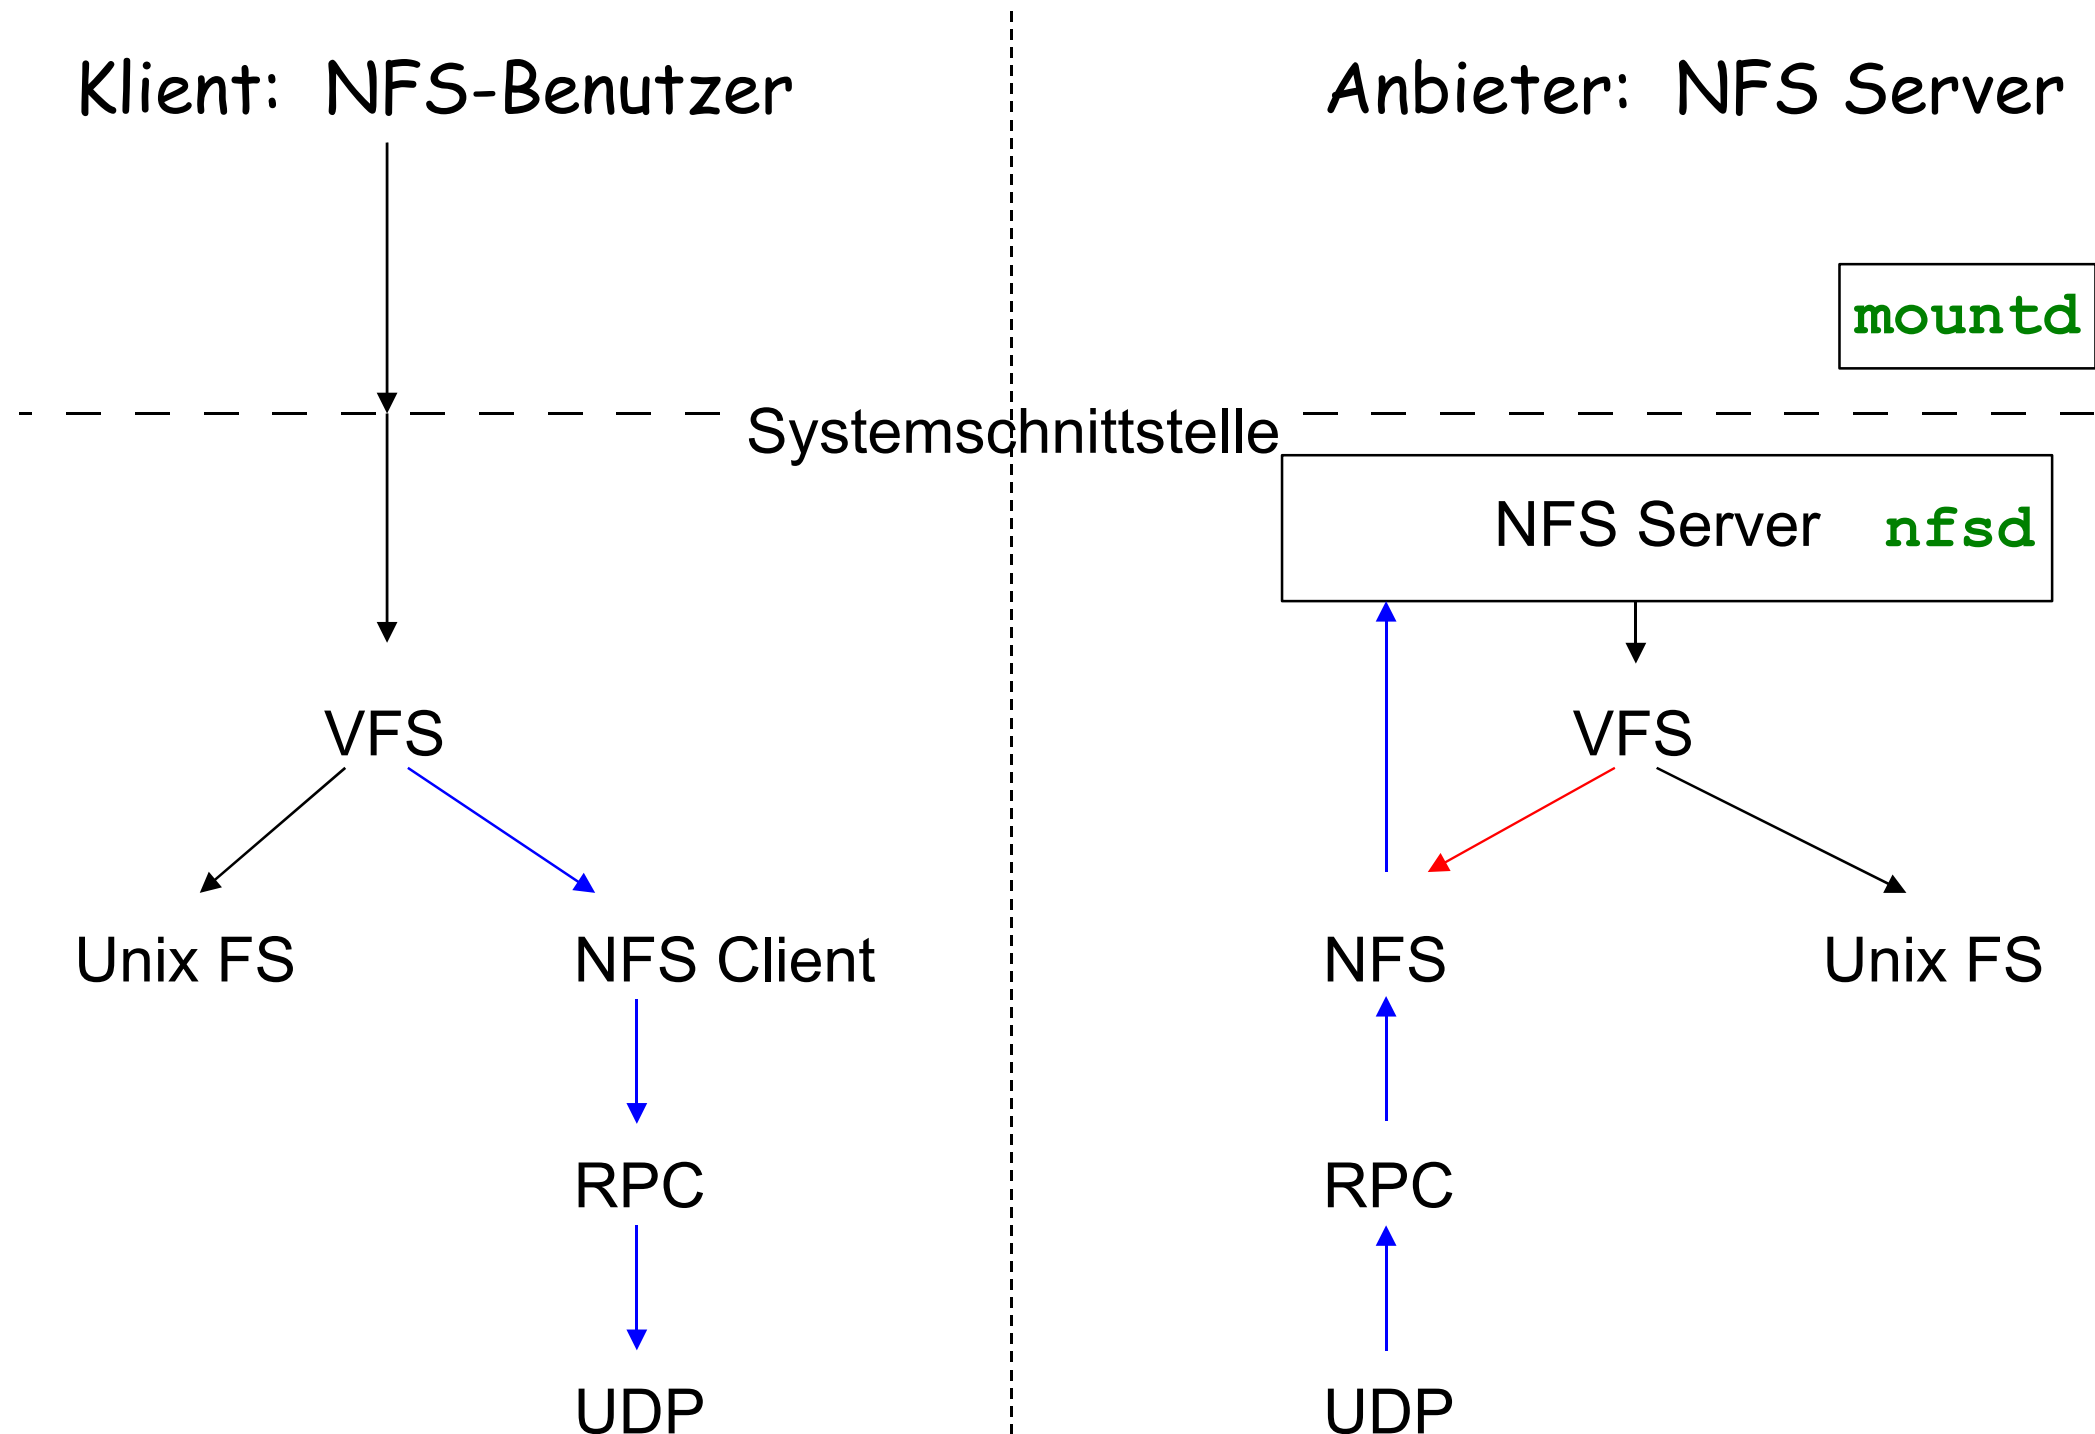 Klient: NFS-Benutzer
Anbieter: NFS Server
mountd
Systemschnittstelle
NFS Server nfsd
VFS
VFS
Unix FS
NFS Client
NFS
Unix FS
RPC
RPC
UDP
UDP